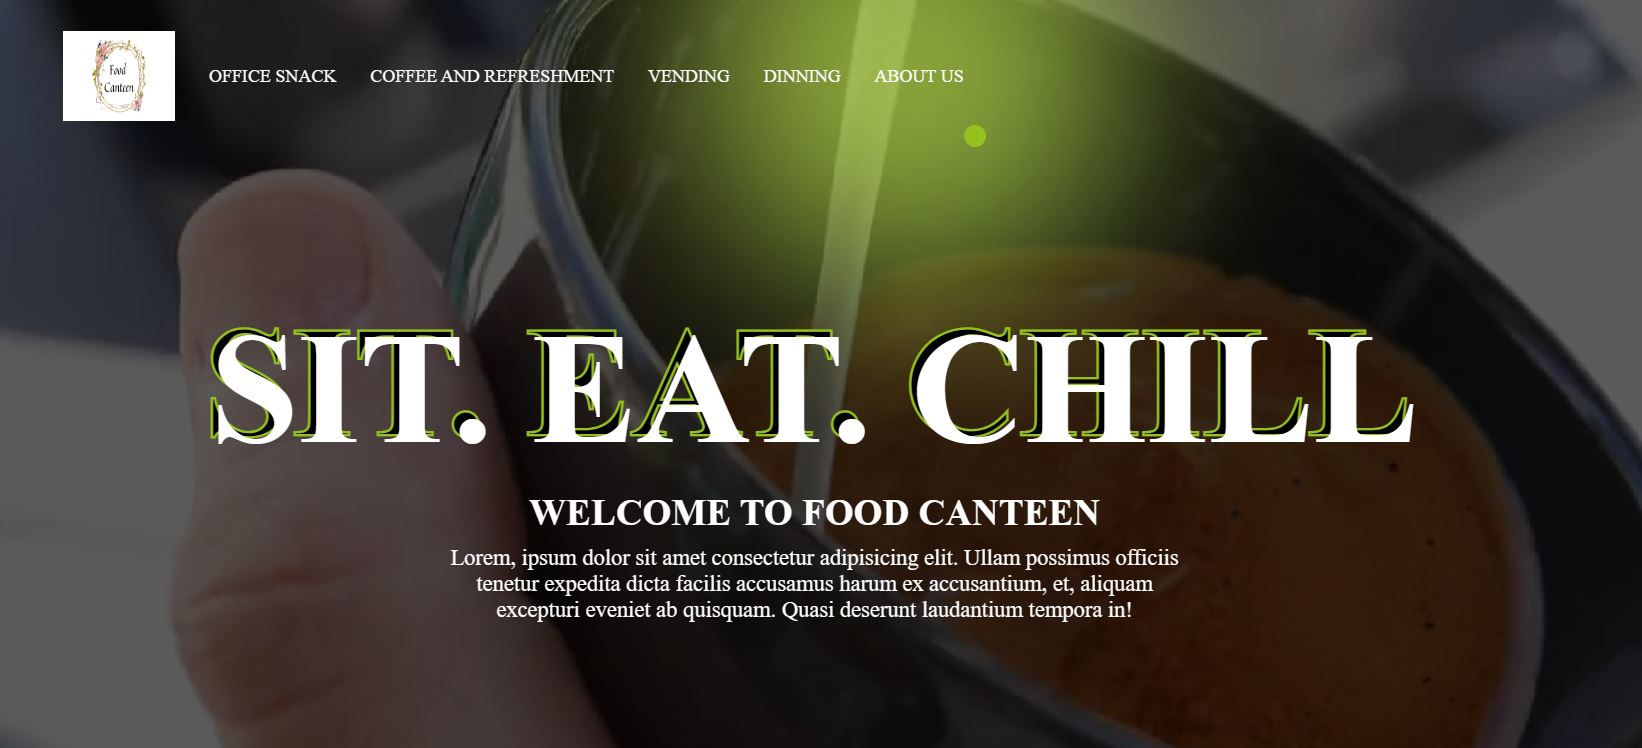 Food
Canteen
OFFICE SNACK COFFEE AND REFRESHMENT VENDING DINNING ABOUT US
SIT. EAT. CHILL
WELCOME TO FOOD CANTEEN
Lorem, ipsum dolor sit amet consectetur adipisicing elit. Ullam possimus officiis
tenetur expedita dicta facilis accusamus harum ex accusantium, et, aliquam
excepturi eveniet ab quisquam. Quasi deserunt laudantium tempora in!